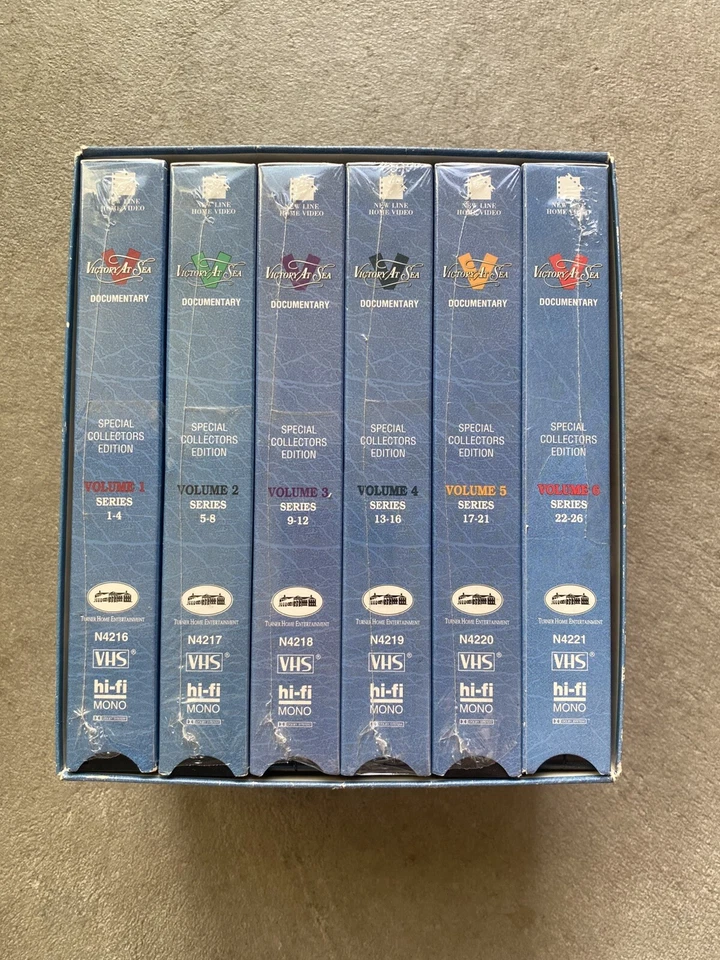 NEW LINE
HOME VIDEO
VICTORY AT SEA
DOCUMENTARY
SPECIAL
COLLECTORS
EDITION
VOLUME 1
SERIES
1-4
TURNER HOME ENTERTAINMENT
N4216
VHS®
hi-fi
MONO
NEW LINE
HOME VIDEO
VICTORY AT SEA
DOCUMENTARY
SPECIAL
COLLECTORS
EDITION
VOLUME 2
SERIES
5-8
TURNER HOME ENTERTAINMENT
N4217
VHS®
hi-fi
MONO
NEW LINE
HOME VIDEO
VICTORY AT SEA
DOCUMENTARY
SPECIAL
COLLECTORS
EDITION
VOLUME 3
SERIES
9-12
TURNER HOME ENTERTAINMENT
N4218
VHS®
hi-fi
MONO
NEW LINE
HOME VIDEO
VICTORY AT SEA
DOCUMENTARY
SPECIAL
COLLECTORS
EDITION
VOLUME 4
SERIES
13-16
TURNER HOME ENTERTAINMENT
N4219
VHS®
hi-fi
MONO
NEW LINE
HOME VIDEO
VICTORY AT SEA
DOCUMENTARY
SPECIAL
COLLECTORS
EDITION
VOLUME 5
SERIES
17-21
TURNER HOME ENTERTAINMENT
N4220
VHS®
hi-fi
MONO
NEW LINE
HOME VIDEO
VICTORY AT SEA
DOCUMENTARY
SPECIAL
COLLECTORS
EDITION
VOLUME 6
SERIES
22-26
TURNER HOME ENTERTAINMENT
N4221
VHS®
hi-fi
MONO